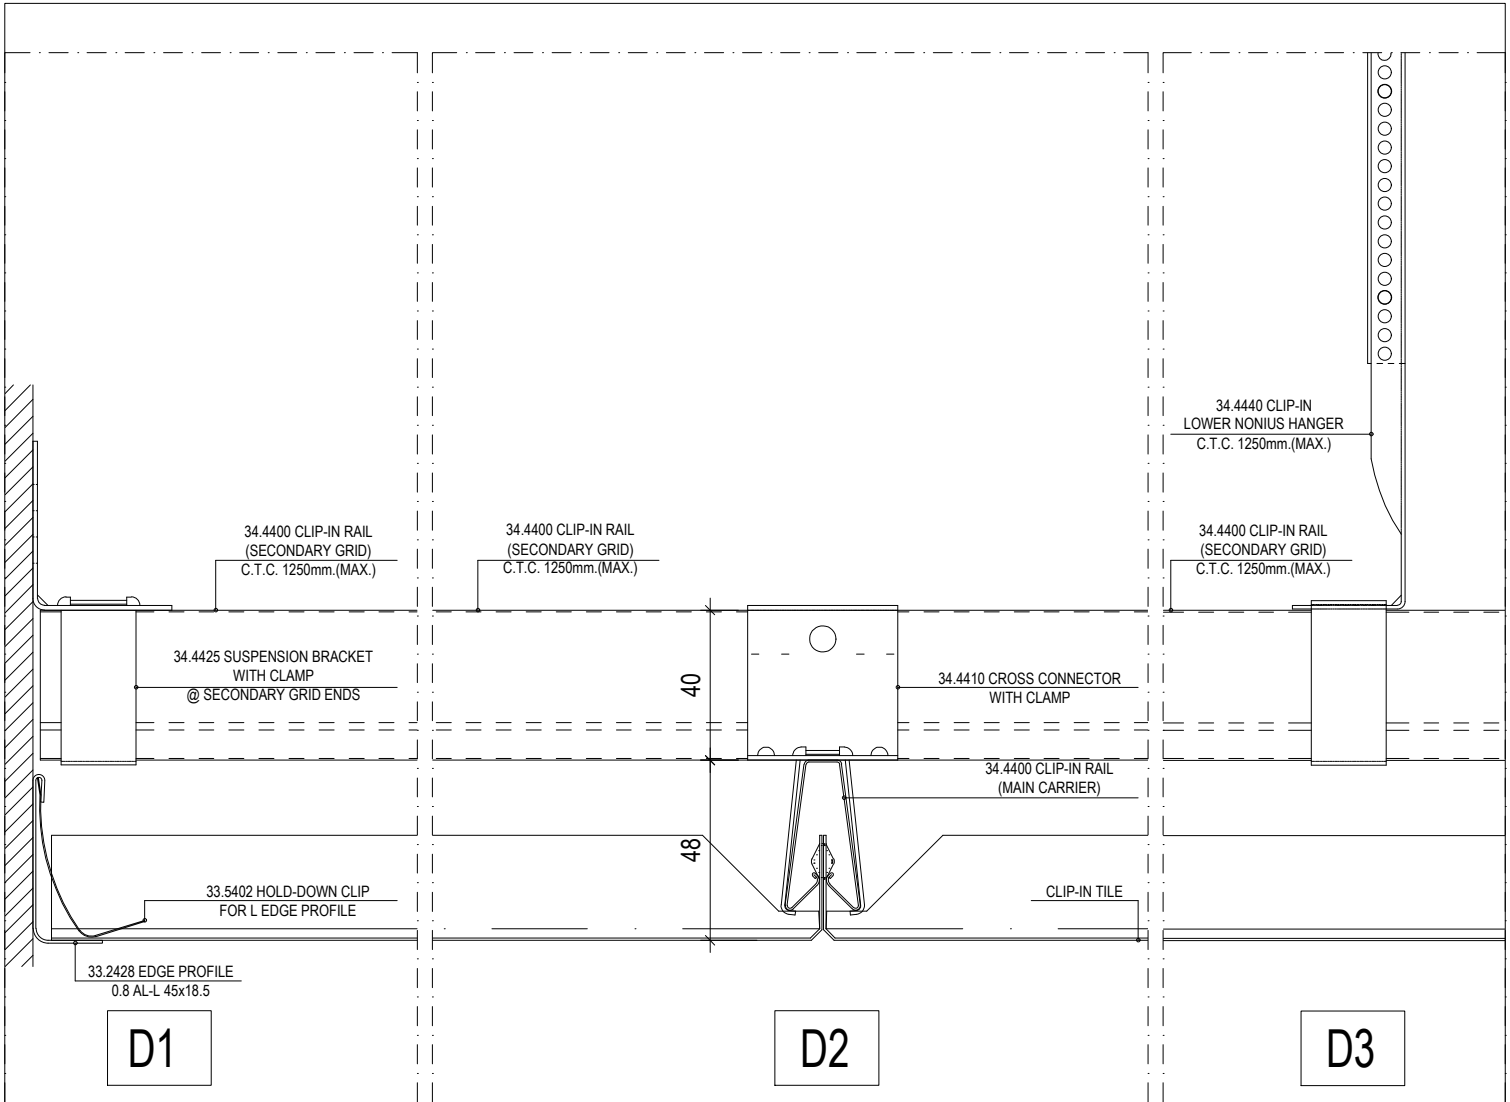 34.4440 CLIP-IN
LOWER NONIUS HANGER
C.T.C. 1250mm.(MAX.)
34.4400 CLIP-IN RAIL
(SECONDARY GRID)
C.T.C. 1250mm.(MAX.)
34.4400 CLIP-IN RAIL
(SECONDARY GRID)
C.T.C. 1250mm.(MAX.)
34.4400 CLIP-IN RAIL
(SECONDARY GRID)
C.T.C. 1250mm.(MAX.)
34.4425 SUSPENSION BRACKET
WITH CLAMP
@ SECONDARY GRID ENDS
40
34.4410 CROSS CONNECTOR
WITH CLAMP
34.4400 CLIP-IN RAIL
(MAIN CARRIER)
48
33.5402 HOLD-DOWN CLIP
FOR L EDGE PROFILE
CLIP-IN TILE
33.2428 EDGE PROFILE
0.8 AL-L 45x18.5
D1
D2
D3